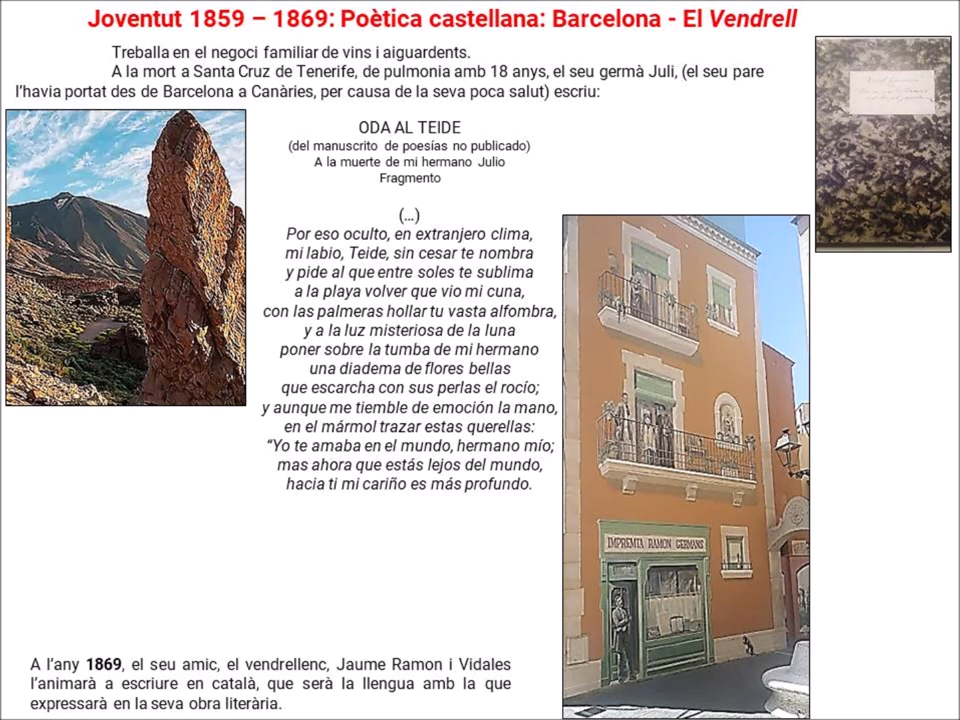 Joventut 1859 – 1869: Poètica castellana: Barcelona - El Vendrell
Treballa en el negoci familiar de vins i aiguardents.
A la mort a Santa Cruz de Tenerife, de pulmonia amb 18 anys, el seu germà Juli, (el seu pare
l’havia portat des de Barcelona a Canàries, per causa de la seva poca salut) escriu:
ODA AL TEIDE
(del manuscrito de poesías no publicado)
A la muerte de mi hermano Julio
Fragmento
(…)
Por eso oculto, en extranjero clima,
mi labio, Teide, sin cesar te nombra
y pide al que entre soles te sublima
a la playa volver que vio mi cuna,
con las palmeras hollar tu vasta alfombra,
y a la luz misteriosa de la luna
poner sobre la tumba de mi hermano
una diadema de flores bellas
que escarcha con sus perlas el rocío;
y aunque me tiemble de emoción la mano,
en el mármol trazar estas querellas:
“Yo te amaba en el mundo, hermano mío;
mas ahora que estás lejos del mundo,
hacia ti mi cariño es más profundo.
IMPREMTA RAMON GERMANS
A l’any 1869, el seu amic, el vendrellenc, Jaume Ramon i Vidales
l’animarà a escriure en català, que serà la llengua amb la que
expressarà en la seva obra literària.